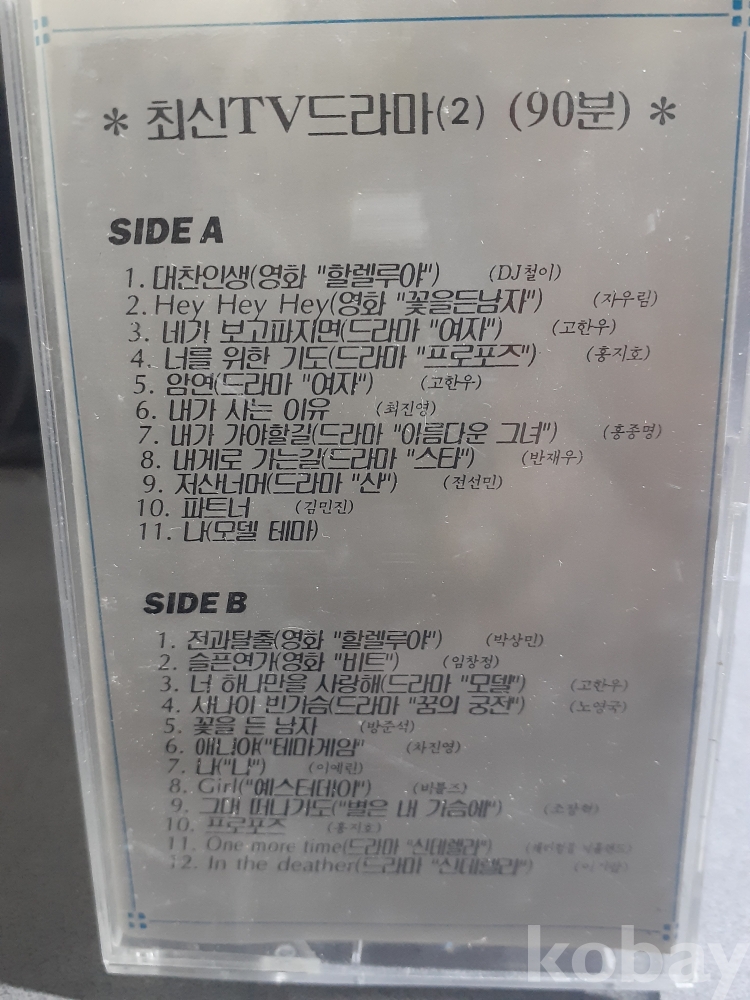 * 최신TV드라마(2) (90분) *
SIDE A
1. 대찬인생(영화 "할렐루야") (DJ철이)
2. Hey Hey Hey(영화 "꽃을든남자") (자우림)
3. 네가 보고파지면(드라마 "여자") (고한우)
4. 너를 위한 기도(드라마 "프로포즈") (홍지호)
5. 암연(드라마 "여자") (고한우)
6. 내가 사는 이유 (최진영)
7. 내가 가야할길(드라마 "아름다운 그녀") (홍종명)
8. 내게로 가는길(드라마 "스타") (반재우)
9. 저산너머(드라마 "산") (전선민)
10. 파트너 (김민진)
11. 나(모델 테마)
SIDE B
1. 전과탈출(영화 "할렐루야") (박상민)
2. 슬픈연가(영화 "비트") (임창정)
3. 너 하나만을 사랑해(드라마 "모델") (고한우)
4. 사나이 빈가슴(드라마 "꿈의 궁전") (노영국)
5. 꽃을 든 남자 (방준석)
6. 애니야("테마게임" (차진영)
7. 나("나") (이예린)
8. Girl("예스터데이") (비틀즈)
9. 그대 떠나가도("별은 내 가슴에")
10. 프로포즈 (홍지호)
11. One more time(드라마 "신데렐라")
12. In the deather(드라마 "신데렐라")
kobay